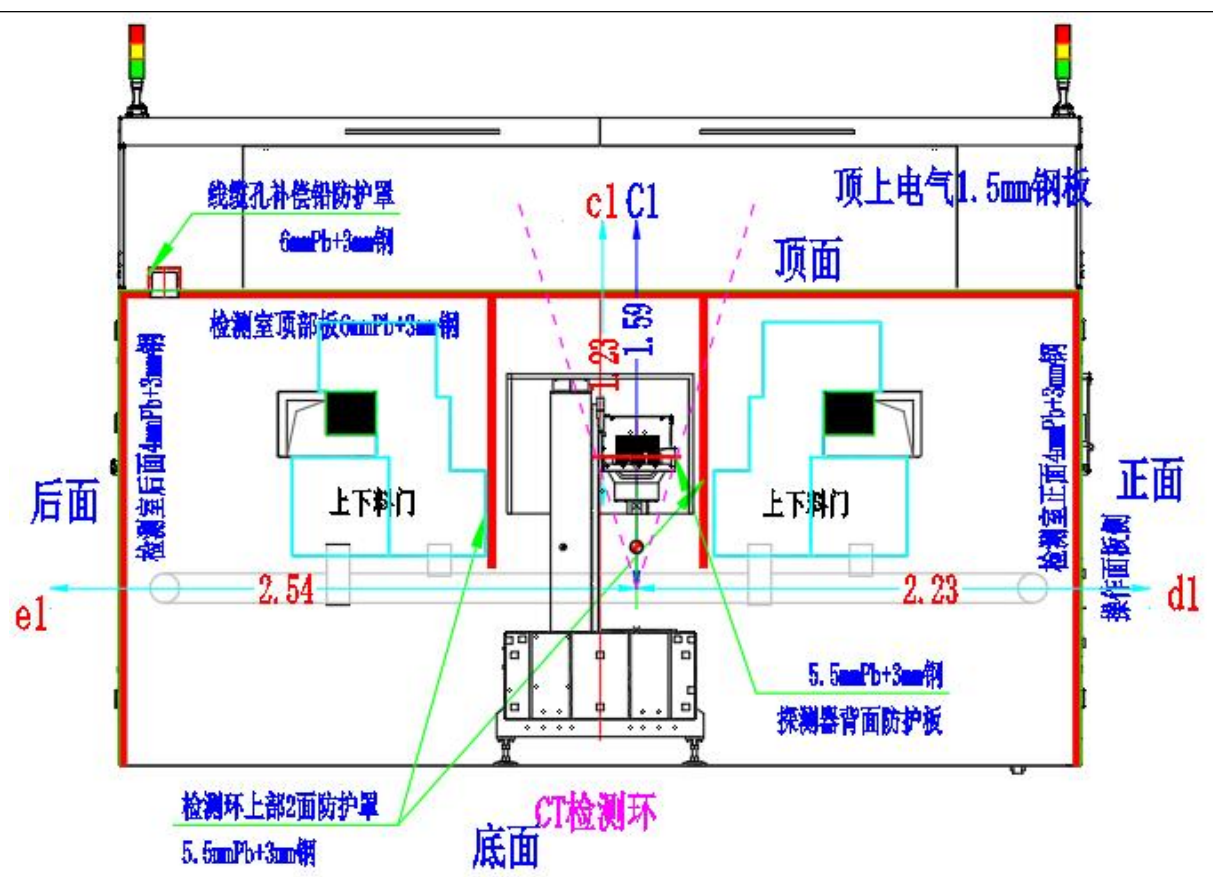 线缆孔补偿铅防护罩
6mmPb+3mm钢
c1
C1
顶上电气1.5mm钢板
顶面
检测室顶部板6mmPb+3mm钢
1.23
1.59
检测室后面4mmPb+3mm钢
检测室正面4mmPb+3mm钢
后面
上下料门
上下料门
正面
操作面板侧
e1
2.54
2.23
d1
5.5mmPb+3mm钢
探测器背面防护板
检测环上部2面防护罩
5.5mmPb+3mm钢
CT检测环
底面